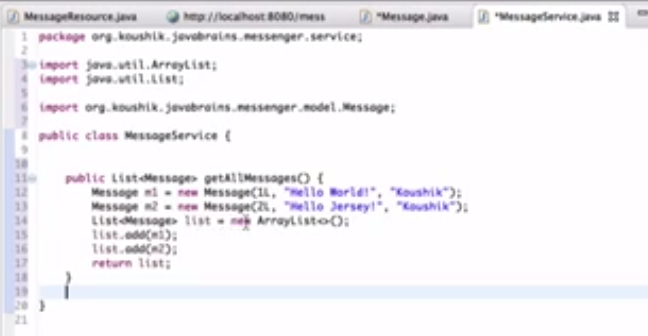 MessageResource.java http://localhost:8080/mess *Message.java *MessageService.java
1 package org.koushik.javabrains.messenger.service;
2
3 import java.util.ArrayList;
4 import java.util.List;
5
6 import org.koushik.javabrains.messenger.model.Message;
7
8 public class MessageService {
9
10
11 public List<Message> getAllMessages() {
12 Message m1 = new Message(1L, "Hello World!", "Koushik");
13 Message m2 = new Message(2L, "Hello Jersey!", "Koushik");
14 List<Message> list = new ArrayList<>();
15 list.add(m1);
16 list.add(m2);
17 return list;
18 }
19
20 }
21